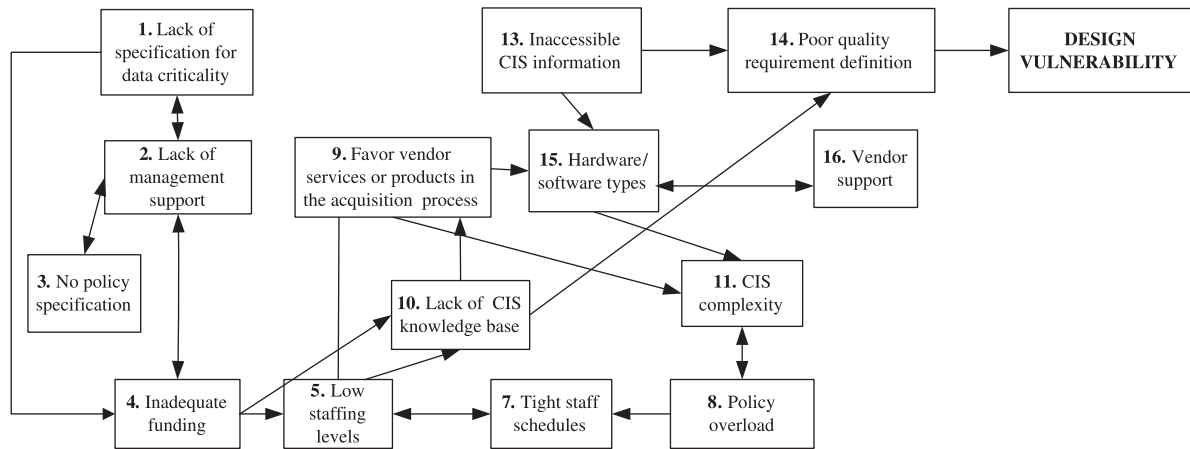 1. Lack of
specification for
data criticality
13. Inaccessible
CIS information
14. Poor quality
requirement definition
DESIGN
VULNERABILITY
2. Lack of
management
support
9. Favor vendor
services or products in
the acquisition process
15. Hardware/
software types
16. Vendor
support
3. No policy
specification
10. Lack of CIS
knowledge base
11. CIS
complexity
4. Inadequate
funding
5. Low
staffing
levels
7. Tight staff
schedules
8. Policy
overload